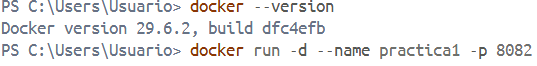 PS C:\Users\Usuario> docker --version
Docker version 29.6.2, build dfc4efb
PS C:\Users\Usuario> docker run -d --name practica1 -p 8082